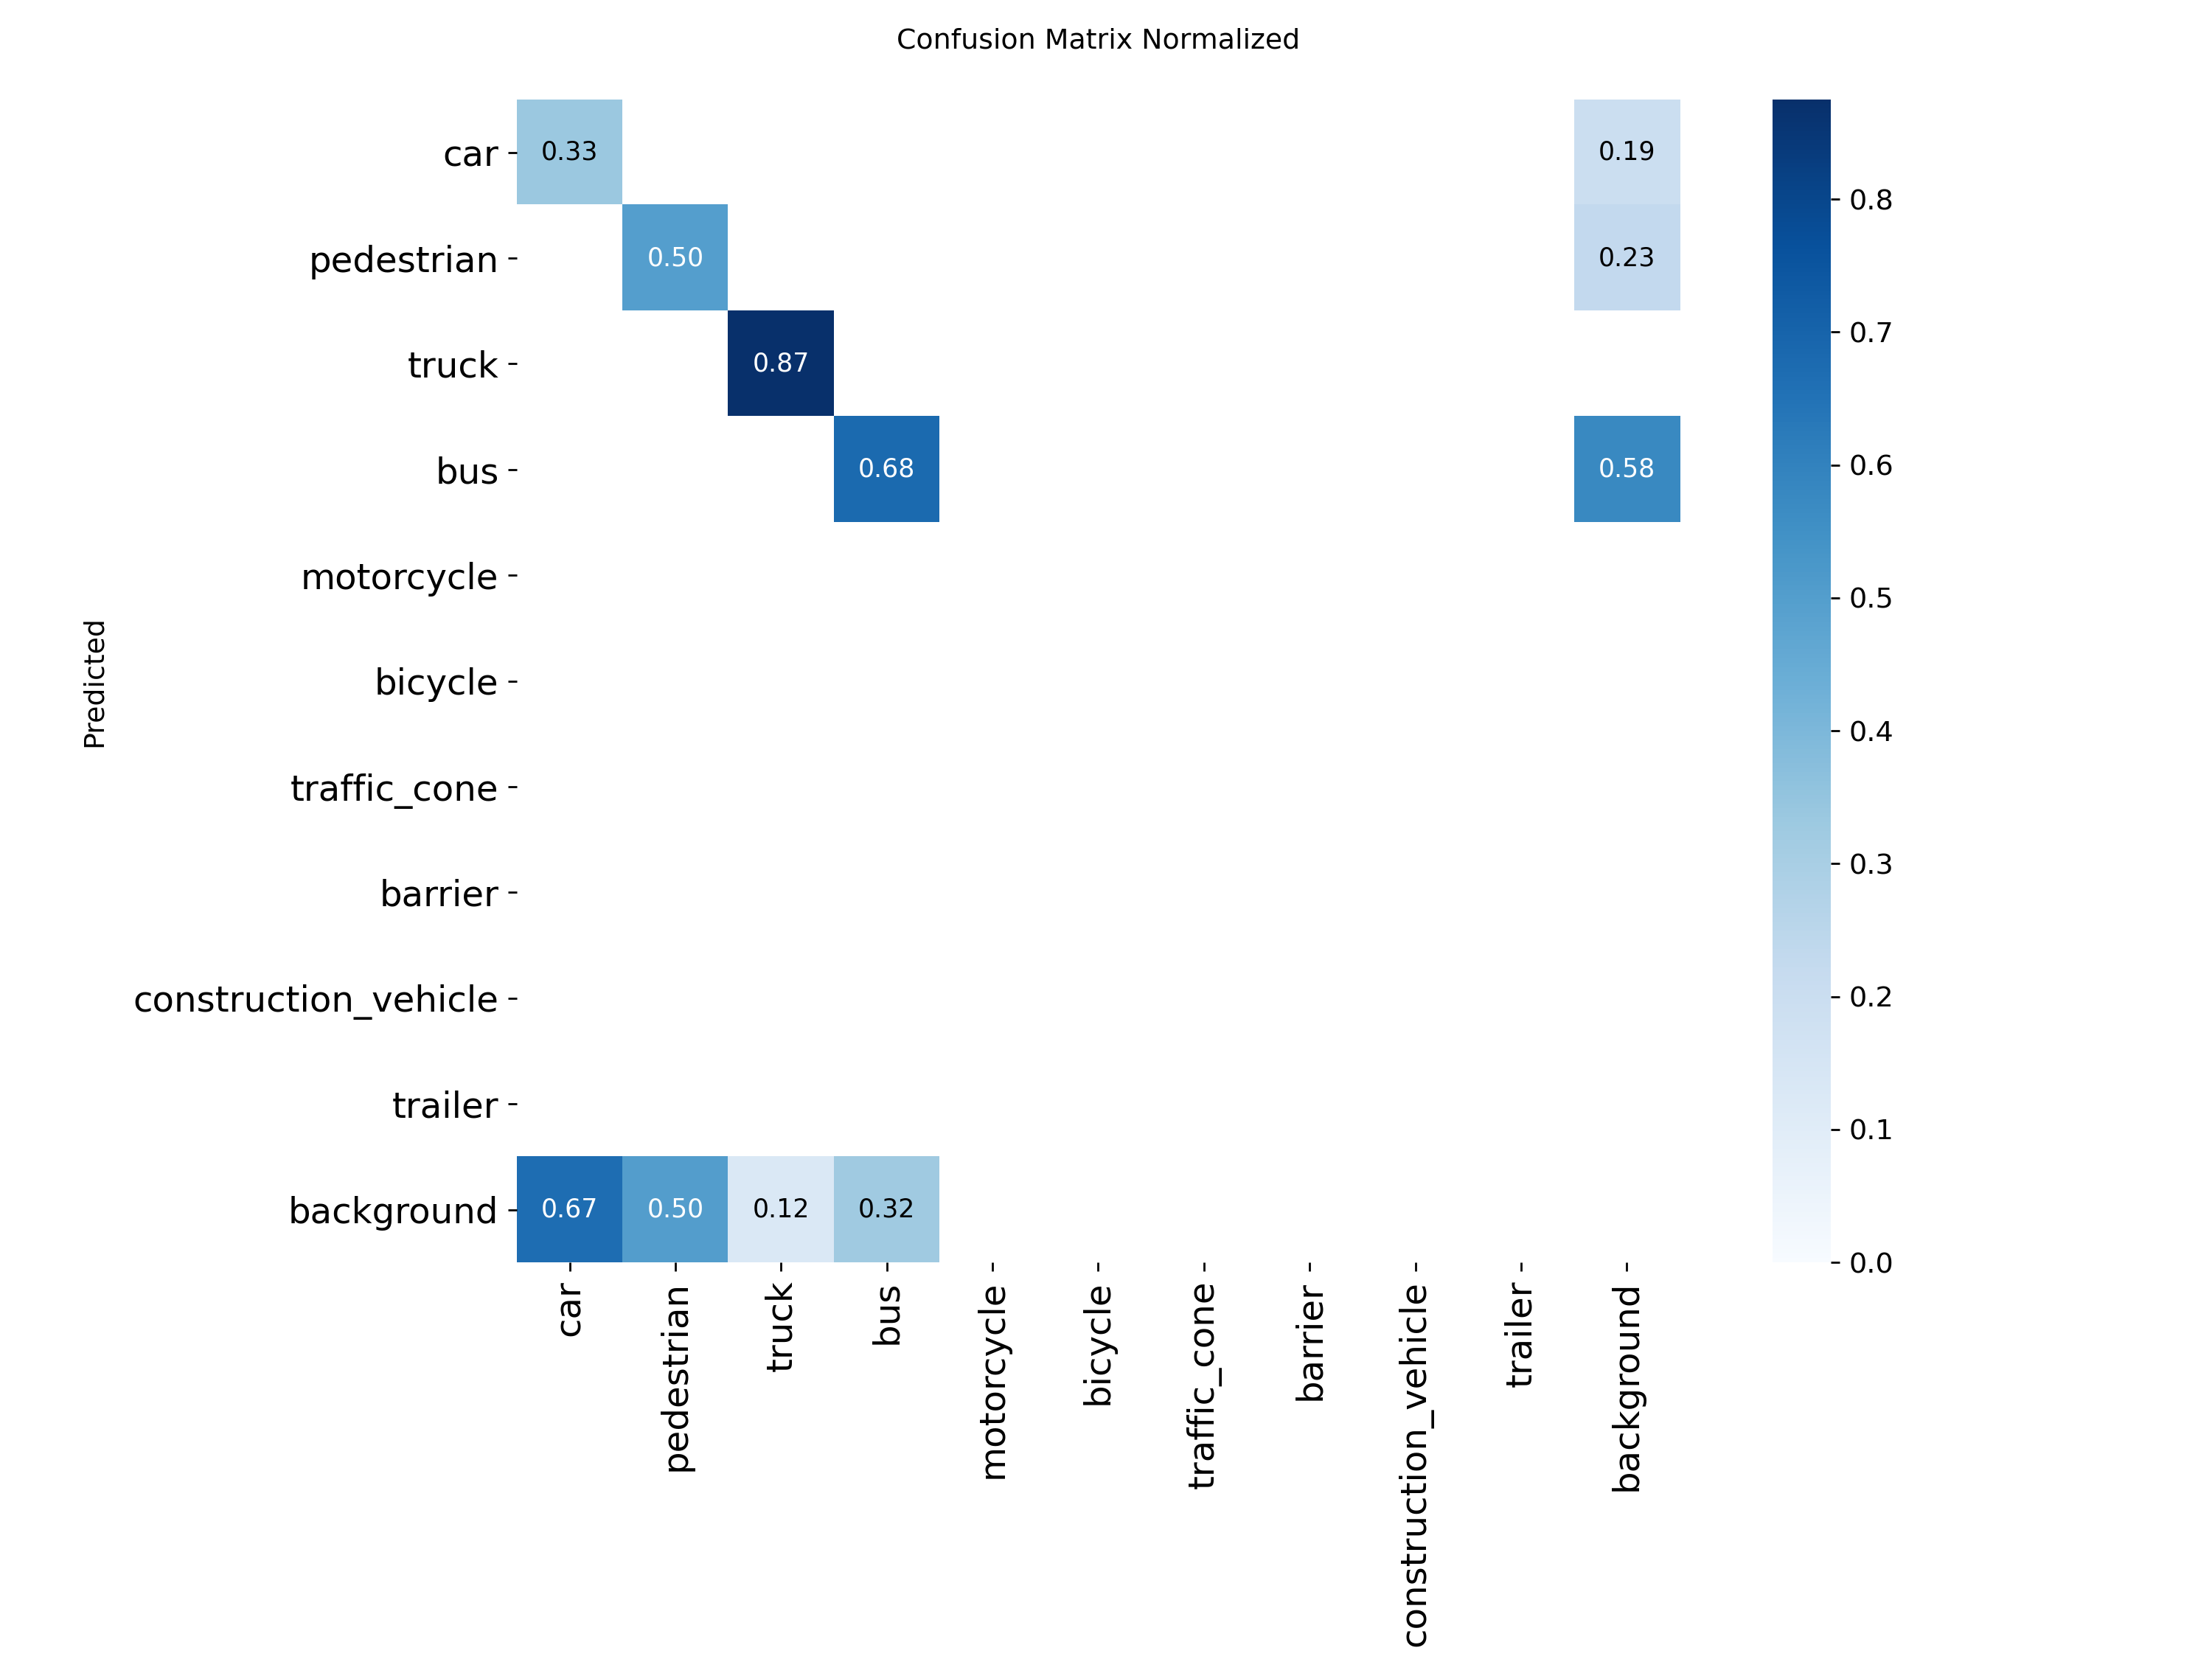 Confusion Matrix Normalized
Predicted
car 0.33 0.19
pedestrian 0.50 0.23
truck 0.87
bus 0.68 0.58
motorcycle
bicycle
traffic_cone
barrier
construction_vehicle
trailer
background 0.67 0.50 0.12 0.32
car pedestrian truck bus motorcycle bicycle traffic_cone barrier construction_vehicle trailer background
0.8
0.7
0.6
0.5
0.4
0.3
0.2
0.1
0.0